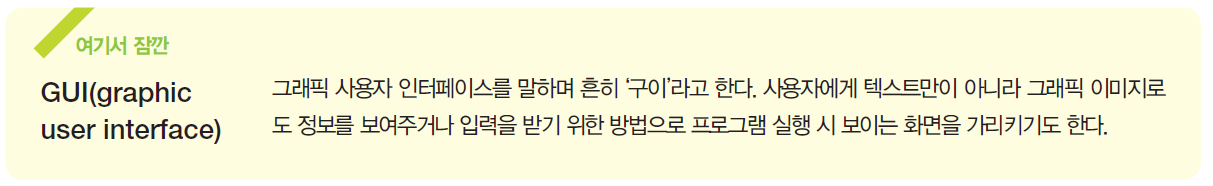 여기서 잠깐
GUI(graphic
user interface)
그래픽 사용자 인터페이스를 말하며 흔히 ‘구이’라고 한다. 사용자에게 텍스트만이 아니라 그래픽 이미지로
도 정보를 보여주거나 입력을 받기 위한 방법으로 프로그램 실행 시 보이는 화면을 가리키기도 한다.